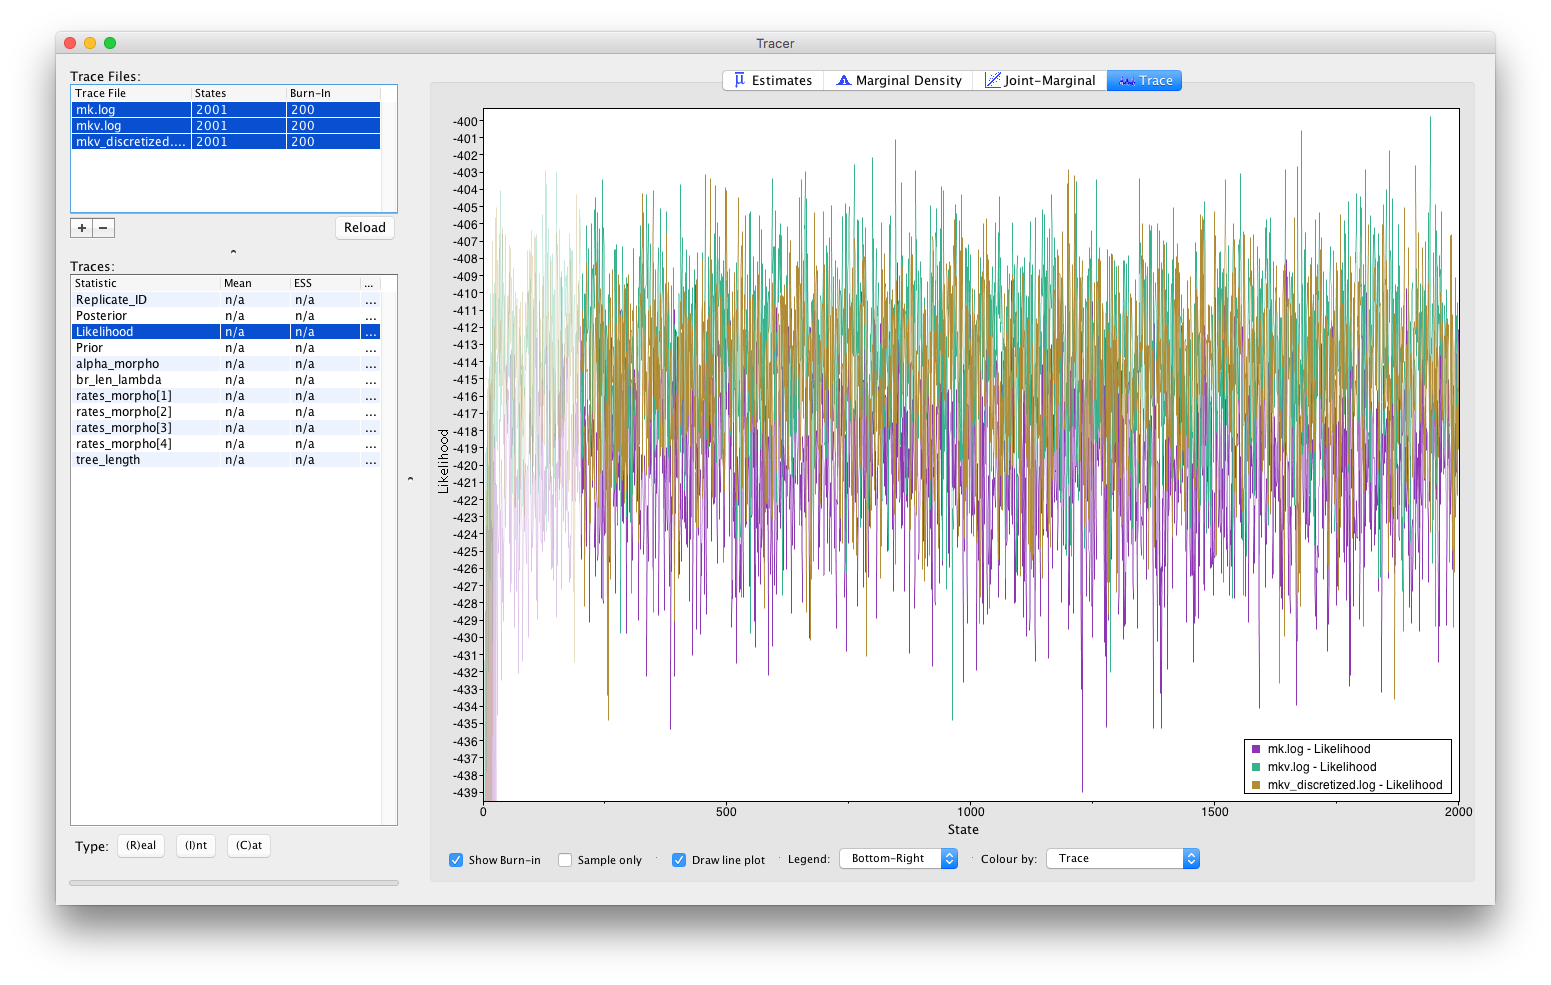 Tracer
Trace Files:
Trace File States Burn-In
mk.log 2001 200
mkv.log 2001 200
mkv_discretized.... 2001 200
+ −
Reload
Traces:
Statistic Mean ESS ...
Replicate_ID n/a n/a ...
Posterior n/a n/a ...
Likelihood n/a n/a ...
Prior n/a n/a ...
alpha_morpho n/a n/a ...
br_len_lambda n/a n/a ...
rates_morpho[1] n/a n/a ...
rates_morpho[2] n/a n/a ...
rates_morpho[3] n/a n/a ...
rates_morpho[4] n/a n/a ...
tree_length n/a n/a ...
Type: (R)eal (I)nt (C)at
μ Estimates Marginal Density Joint-Marginal Trace
-400
-401
-402
-403
-404
-405
-406
-407
-408
-409
-410
-411
-412
-413
-414
-415
-416
-417
-418
-419
-420
-421
-422
-423
-424
-425
-426
-427
-428
-429
-430
-431
-432
-433
-434
-435
-436
-437
-438
-439
Likelihood
mk.log - Likelihood
mkv.log - Likelihood
mkv_discretized.log - Likelihood
0 500 1000 1500 2000
State
Show Burn-in Sample only Draw line plot Legend: Bottom-Right Colour by: Trace